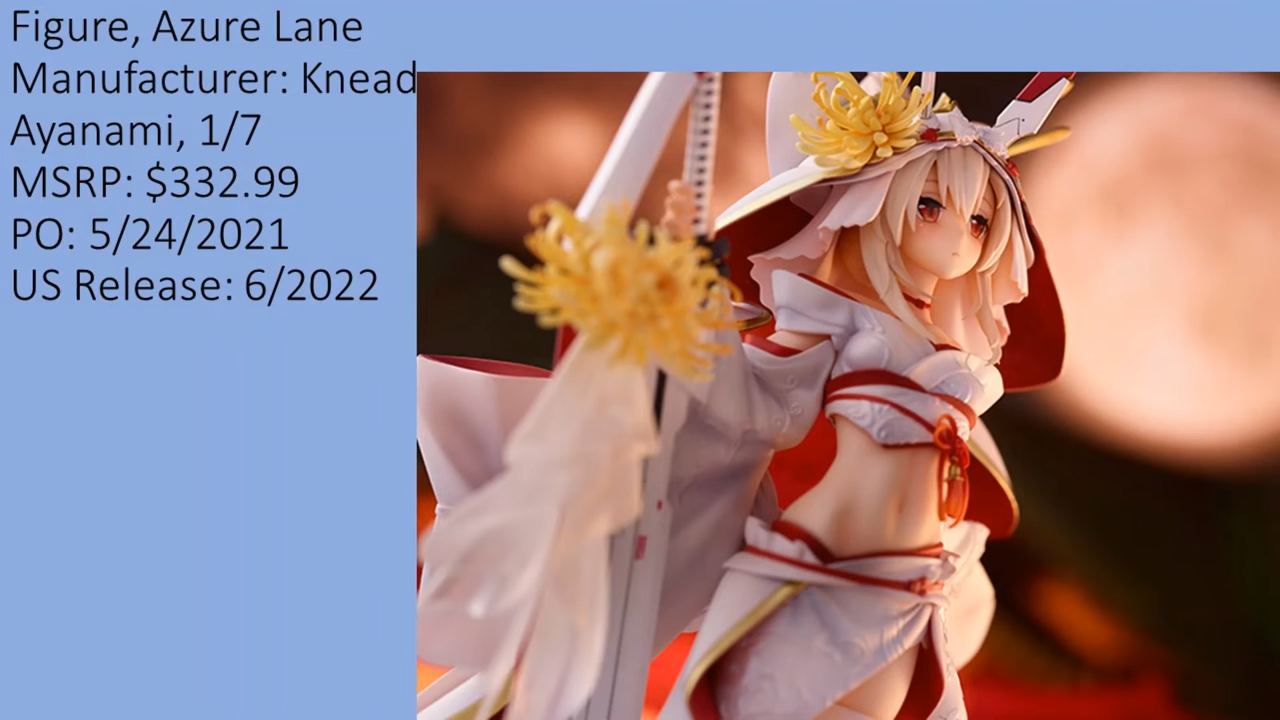 Figure, Azure Lane
Manufacturer: Knead
Ayanami, 1/7
MSRP: $332.99
PO: 5/24/2021
US Release: 6/2022